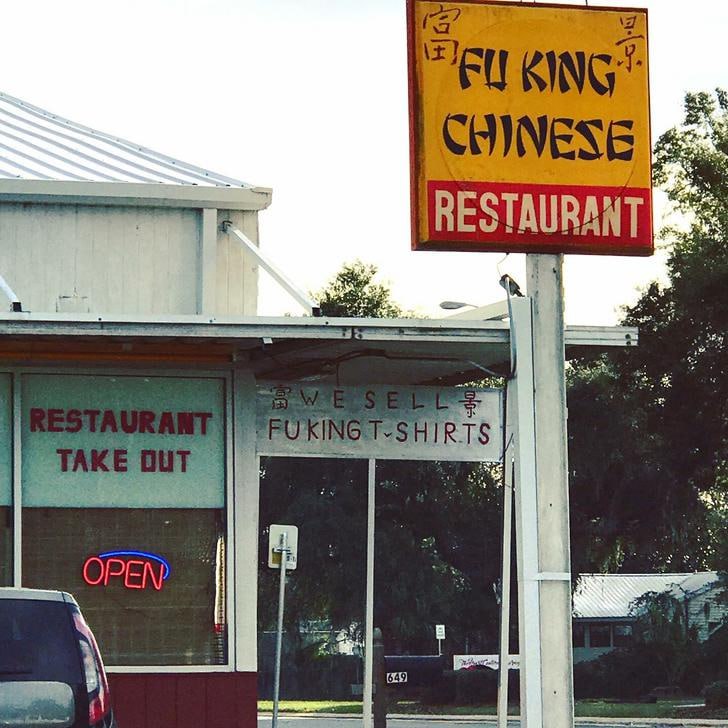 富 景
FU KING
CHINESE
RESTAURANT
富 WE SELL 景
FUKING T-SHIRTS
RESTAURANT
TAKE OUT
OPEN
649